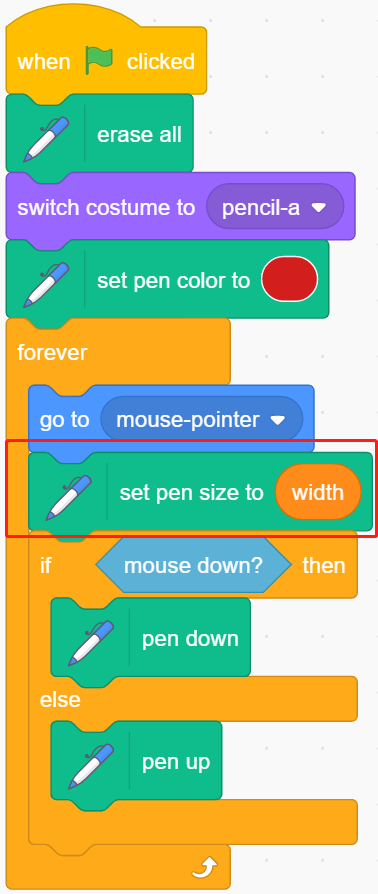 when clicked
erase all
switch costume to pencil-a
set pen color to
forever
go to mouse-pointer
set pen size to width
if mouse down? then
pen down
else
pen up